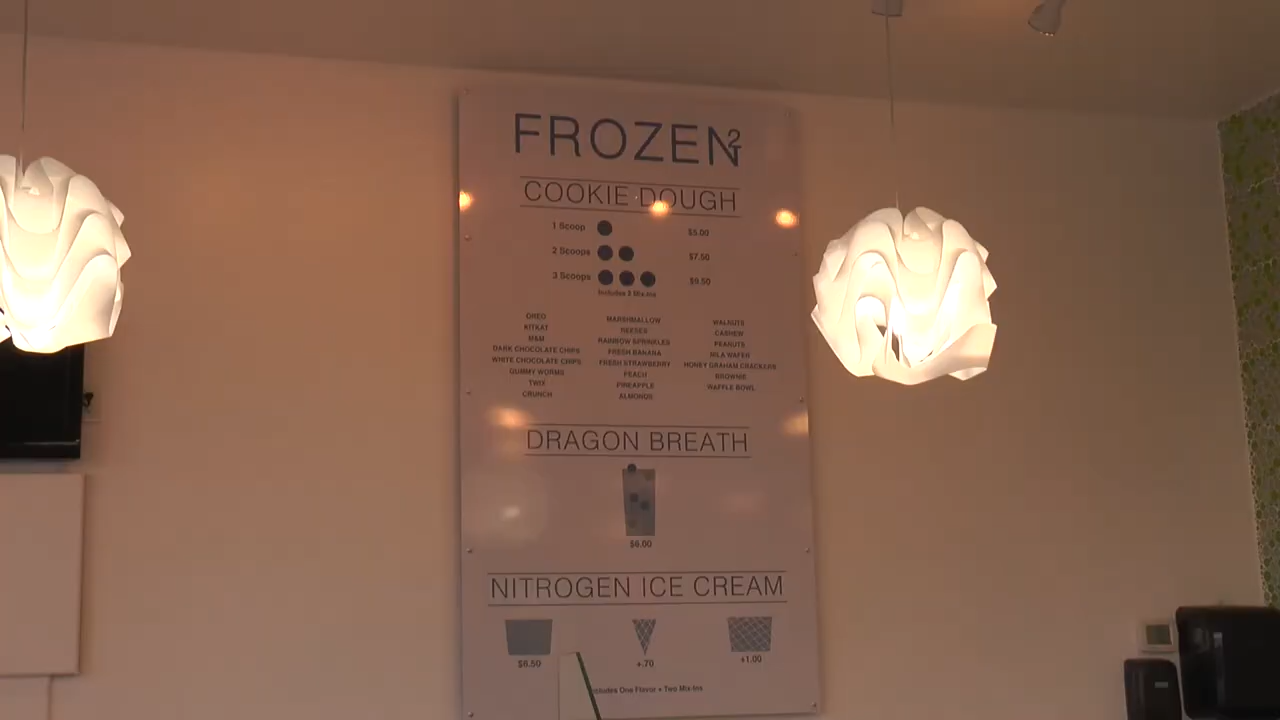 FROZEN²
COOKIE DOUGH
1 Scoop $5.00
2 Scoops $7.50
3 Scoops $9.50
Includes 2 Mix-Ins
OREO
KITKAT
M&M
DARK CHOCOLATE CHIPS
WHITE CHOCOLATE CHIPS
GUMMY WORMS
TWIX
CRUNCH
MARSHMALLOW
REESES
RAINBOW SPRINKLES
FRESH BANANA
FRESH STRAWBERRY
PEACH
PINEAPPLE
ALMONDS
WALNUTS
CASHEW
PEANUTS
NILA WAFER
HONEY GRAHAM CRACKERS
BROWNIE
WAFFLE BOWL
DRAGON BREATH
$6.00
NITROGEN ICE CREAM
$6.50 +.70 +1.00
One Flavor + Two Mix-Ins